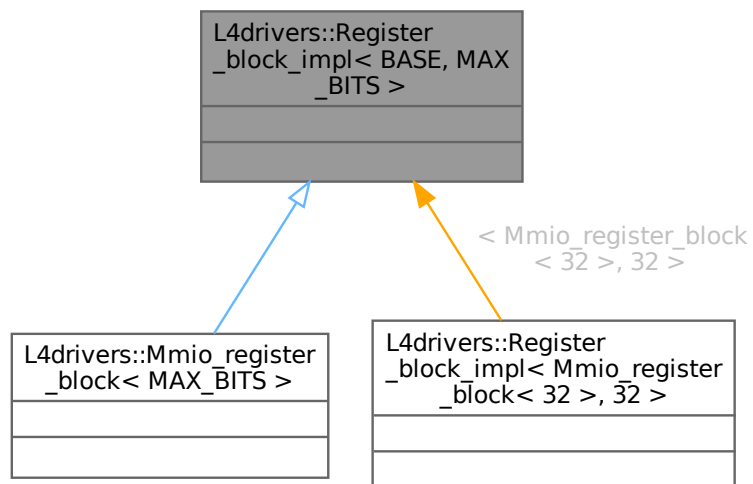 L4drivers::Register
_block_impl< BASE, MAX
_BITS >
< Mmio_register_block
< 32 >, 32 >
L4drivers::Mmio_register
_block< MAX_BITS >
L4drivers::Register
_block_impl< Mmio_register
_block< 32 >, 32 >